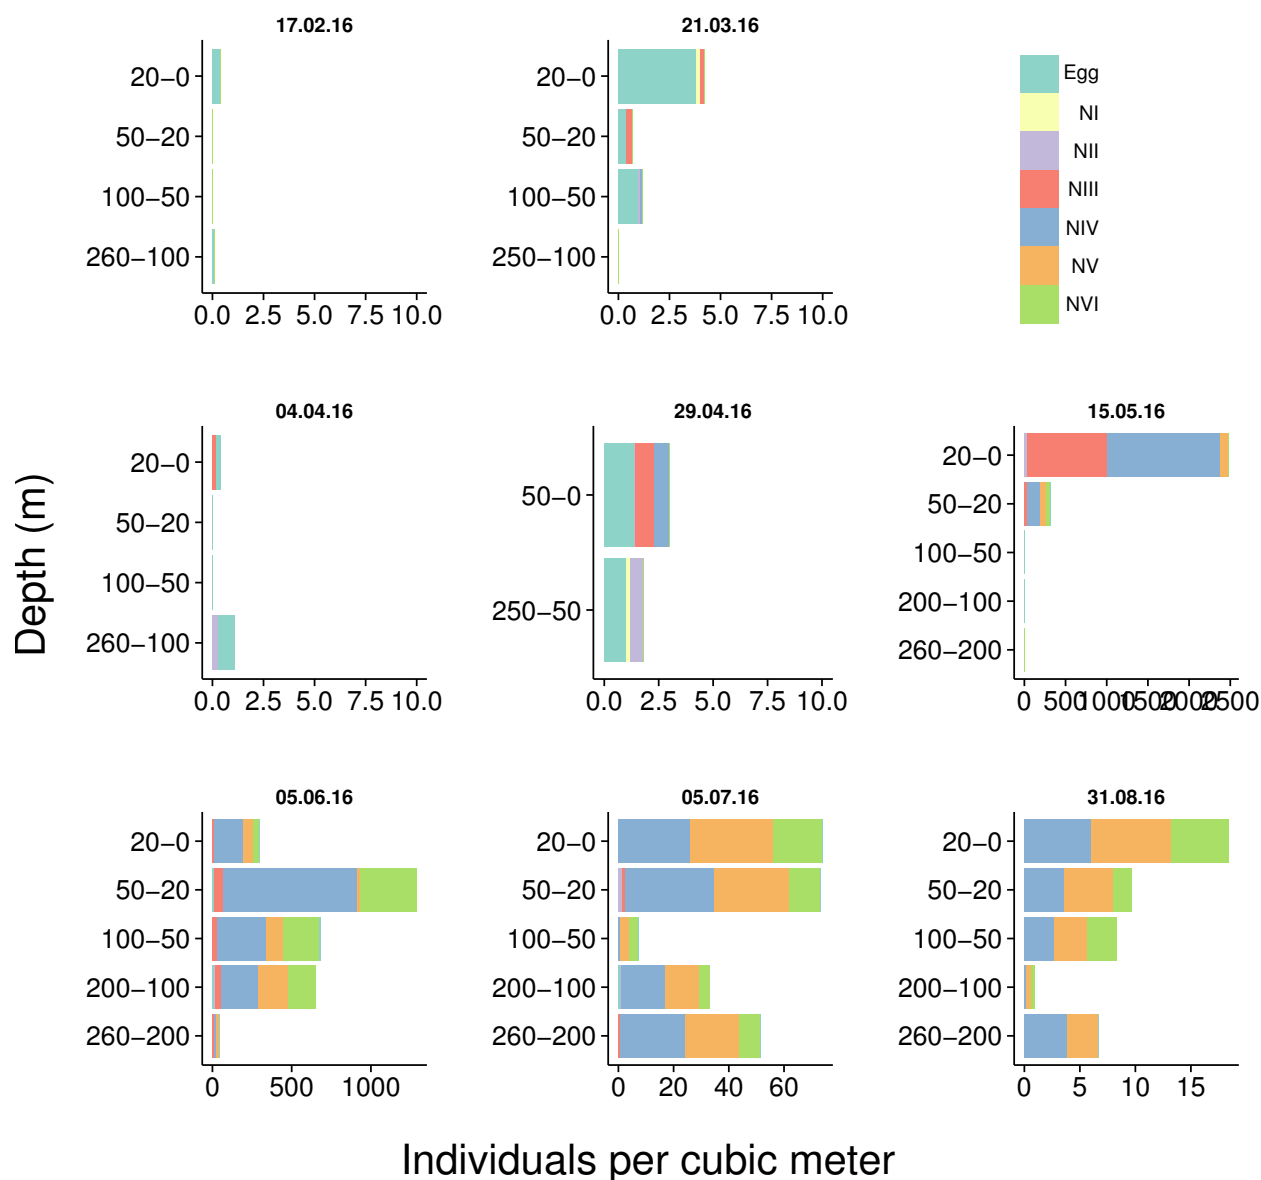 17.02.16
20−0
50−20
100−50
260−100
0.0 2.5 5.0 7.5 10.0
21.03.16
20−0
50−20
100−50
250−100
0.0 2.5 5.0 7.5 10.0
Egg
NI
NII
NIII
NIV
NV
NVI
Depth (m)
04.04.16
20−0
50−20
100−50
260−100
0.0 2.5 5.0 7.5 10.0
29.04.16
50−0
250−50
0.0 2.5 5.0 7.5 10.0
15.05.16
20−0
50−20
100−50
200−100
260−200
0 500 1000 1500 2000 2500
05.06.16
20−0
50−20
100−50
200−100
260−200
0 500 1000
05.07.16
20−0
50−20
100−50
200−100
260−200
0 20 40 60
31.08.16
20−0
50−20
100−50
200−100
260−200
0 5 10 15
Individuals per cubic meter